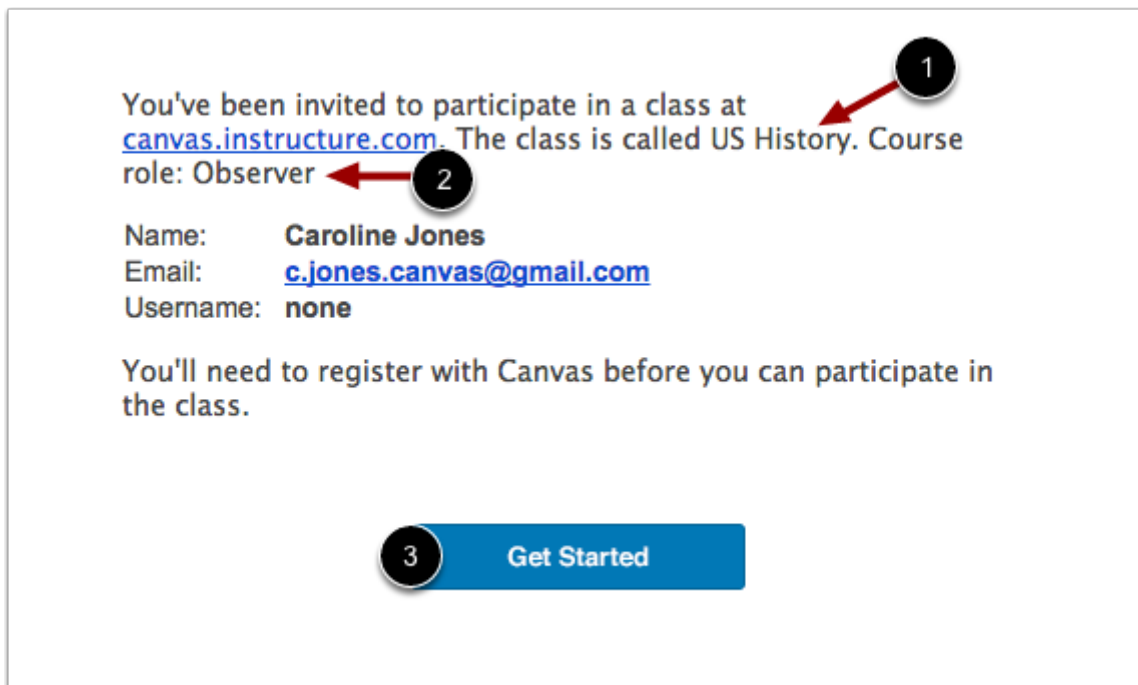 1
You've been invited to participate in a class at
canvas.instructure.com. The class is called US History. Course
role: Observer
2
Name: Caroline Jones
Email: c.jones.canvas@gmail.com
Username: none
You'll need to register with Canvas before you can participate in
the class.
3 Get Started